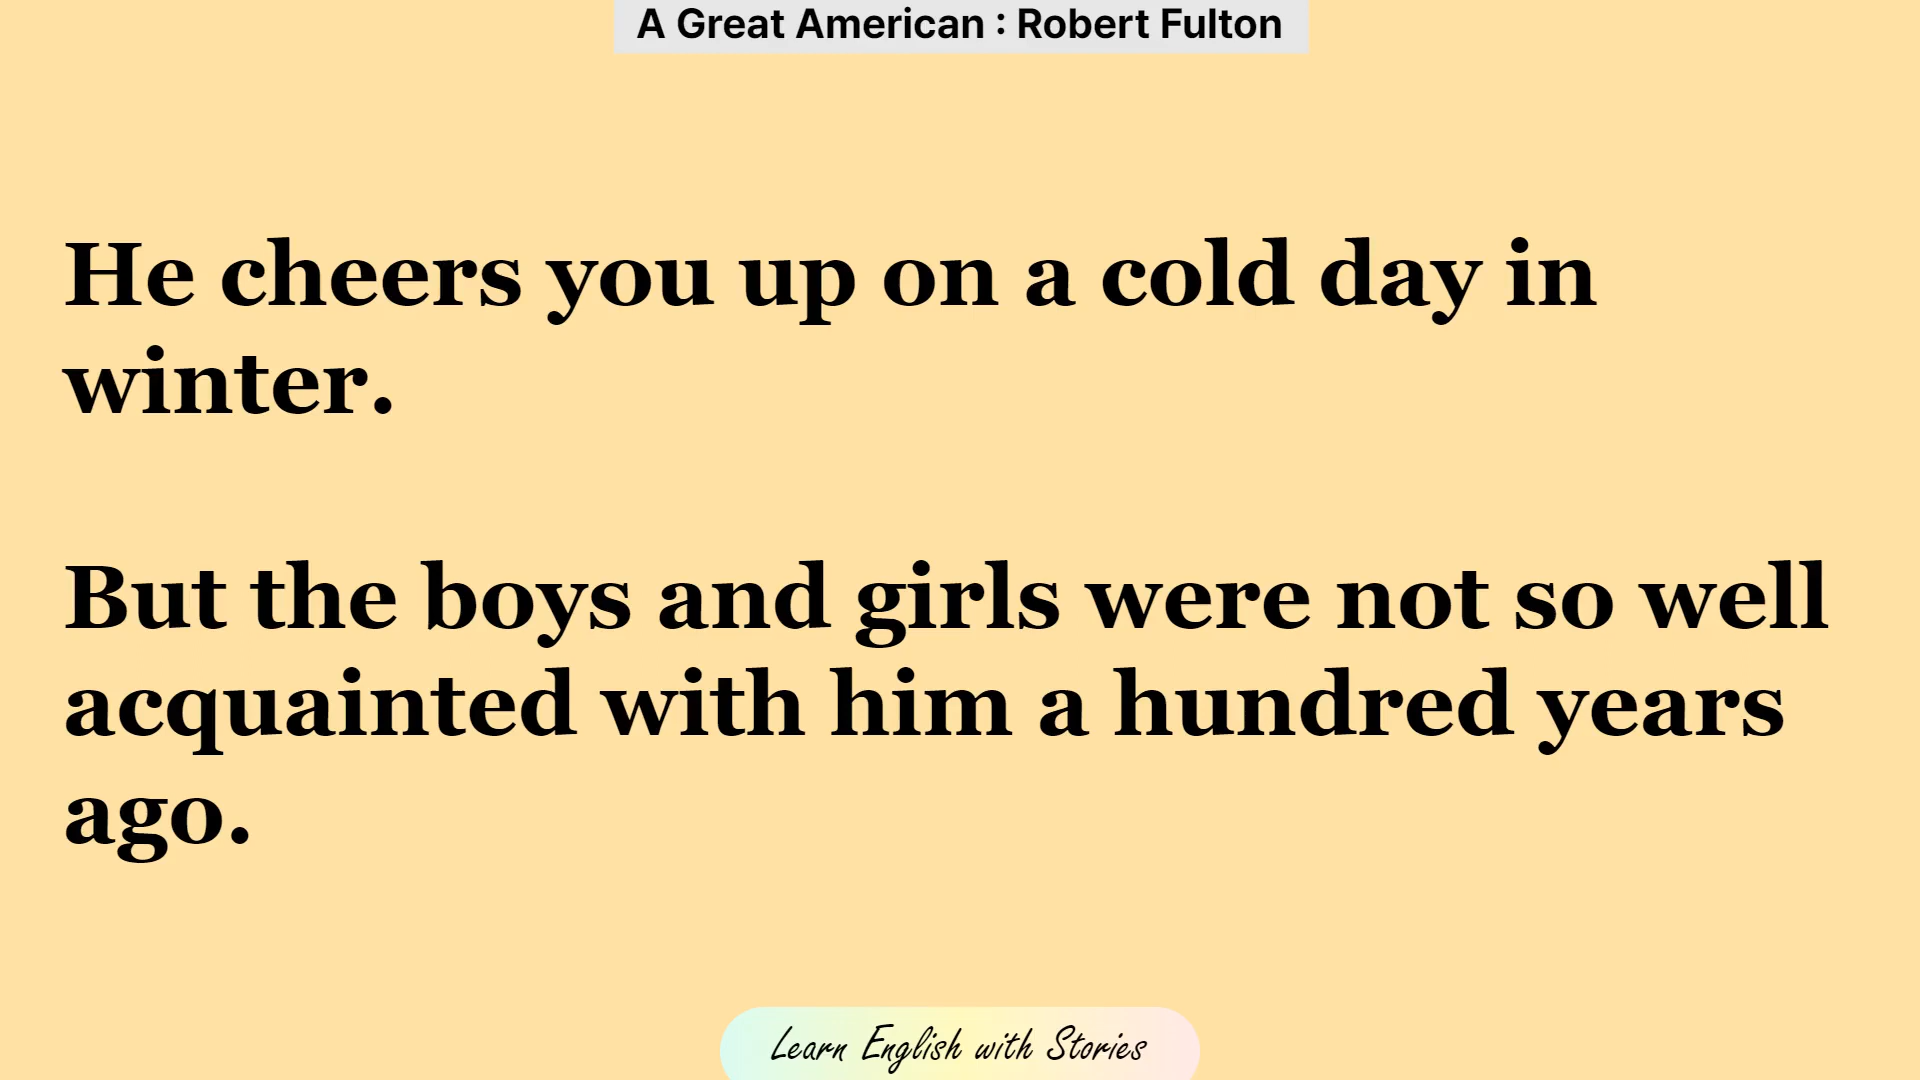 A Great American : Robert Fulton
He cheers you up on a cold day in
winter.
But the boys and girls were not so well
acquainted with him a hundred years
ago.
Learn English with Stories